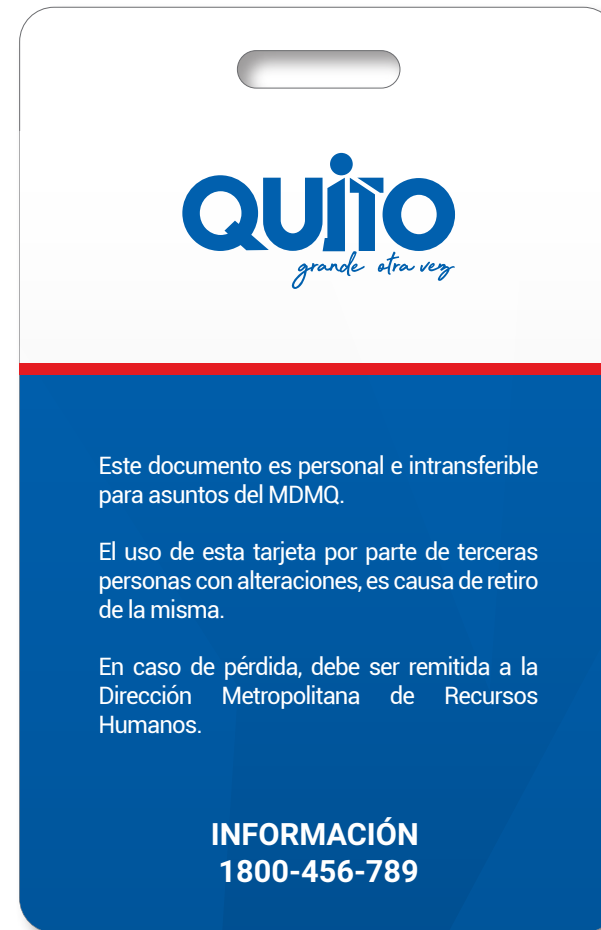 QUITO
grande otra vez
Este documento es personal e intransferible
para asuntos del MDMQ.
El uso de esta tarjeta por parte de terceras
personas con alteraciones, es causa de retiro
de la misma.
En caso de pérdida, debe ser remitida a la
Dirección Metropolitana de Recursos
Humanos.
INFORMACIÓN
1800-456-789